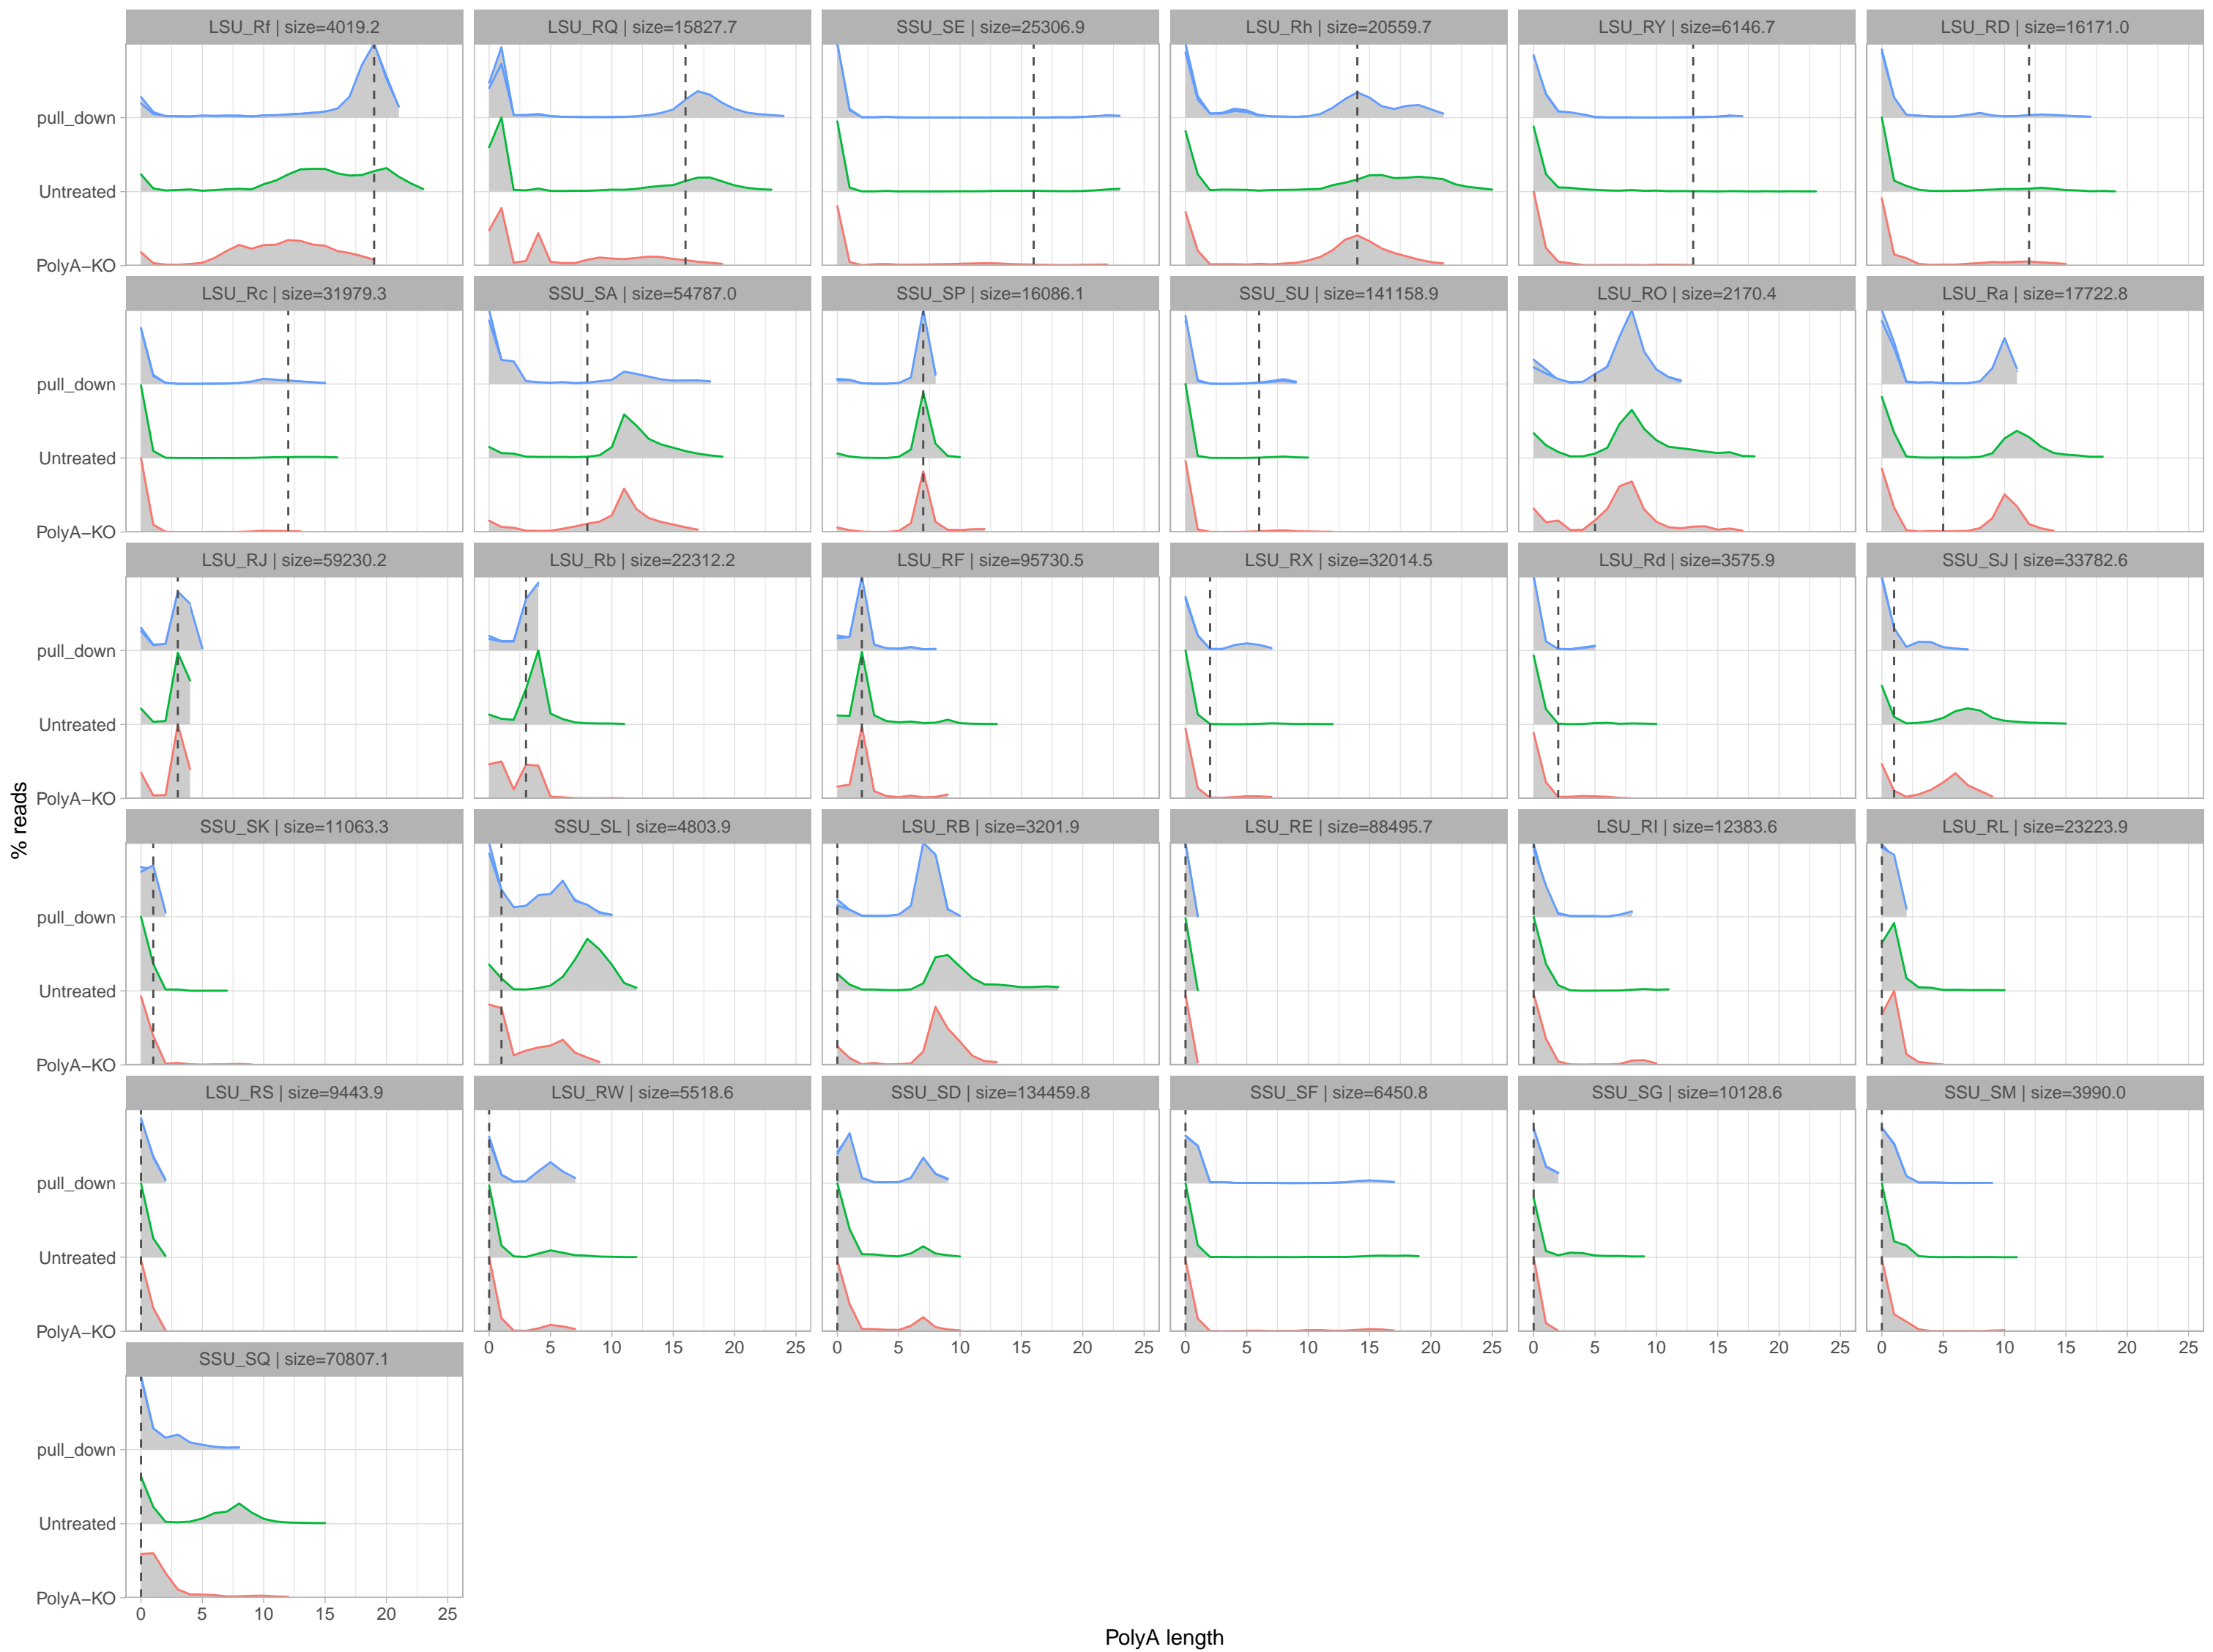 LSU_Rf | size=4019.2
LSU_RQ | size=15827.7
SSU_SE | size=25306.9
LSU_Rh | size=20559.7
LSU_RY | size=6146.7
LSU_RD | size=16171.0
pull_down
Untreated
PolyA−KO
LSU_Rc | size=31979.3
SSU_SA | size=54787.0
SSU_SP | size=16086.1
SSU_SU | size=141158.9
LSU_RO | size=2170.4
LSU_Ra | size=17722.8
pull_down
Untreated
PolyA−KO
LSU_RJ | size=59230.2
LSU_Rb | size=22312.2
LSU_RF | size=95730.5
LSU_RX | size=32014.5
LSU_Rd | size=3575.9
SSU_SJ | size=33782.6
pull_down
Untreated
PolyA−KO
% reads
SSU_SK | size=11063.3
SSU_SL | size=4803.9
LSU_RB | size=3201.9
LSU_RE | size=88495.7
LSU_RI | size=12383.6
LSU_RL | size=23223.9
pull_down
Untreated
PolyA−KO
LSU_RS | size=9443.9
LSU_RW | size=5518.6
SSU_SD | size=134459.8
SSU_SF | size=6450.8
SSU_SG | size=10128.6
SSU_SM | size=3990.0
pull_down
Untreated
PolyA−KO
0 5 10 15 20 25
0 5 10 15 20 25
0 5 10 15 20 25
0 5 10 15 20 25
0 5 10 15 20 25
SSU_SQ | size=70807.1
pull_down
Untreated
PolyA−KO
0 5 10 15 20 25
PolyA length